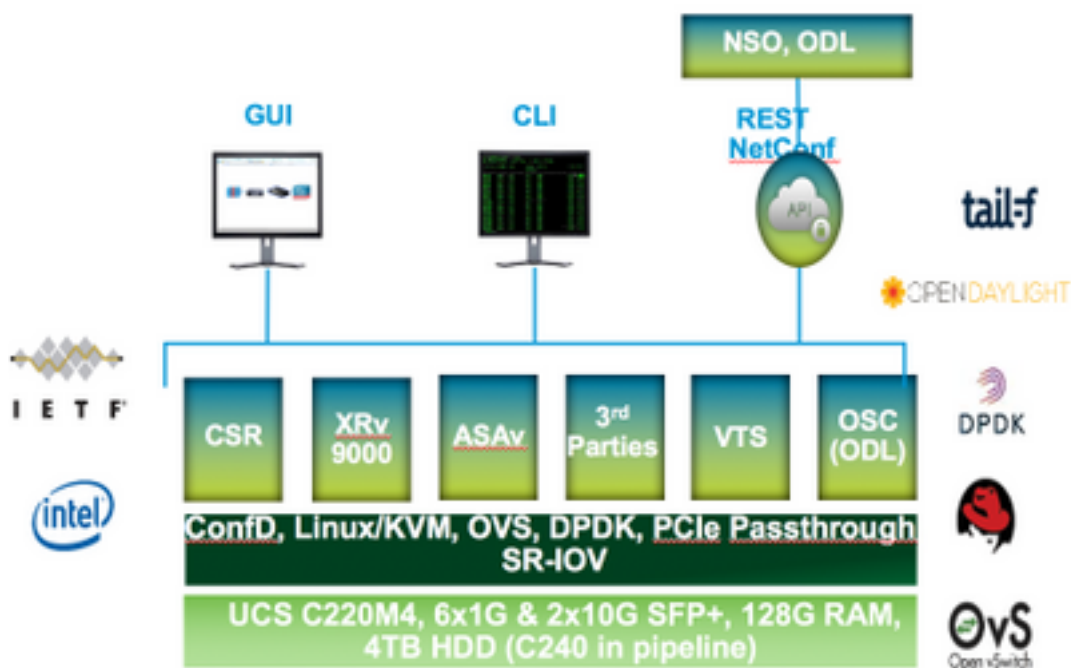 NSO, ODL
GUI
CLI
REST
NetConf
API
tail-f
OPENDAYLIGHT
IETF
DPDK
intel
CSR
XRv
9000
ASAv
3rd
Parties
VTS
OSC
(ODL)
ConfD, Linux/KVM, OVS, DPDK, PCIe Passthrough
SR-IOV
UCS C220M4, 6x1G & 2x10G SFP+, 128G RAM,
4TB HDD (C240 in pipeline)
OvS
Open vSwitch